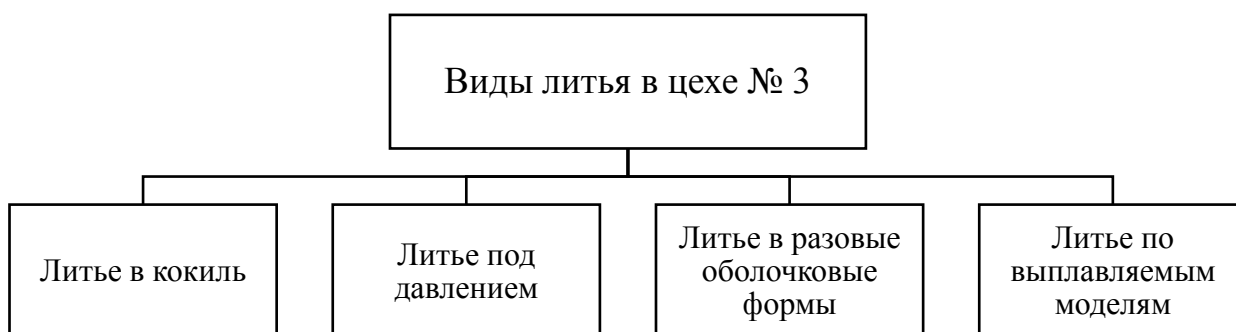 Виды литья в цехе № 3
Литье в кокиль
Литье под
давлением
Литье в разовые
оболочковые
формы
Литье по
выплавляемым
моделям